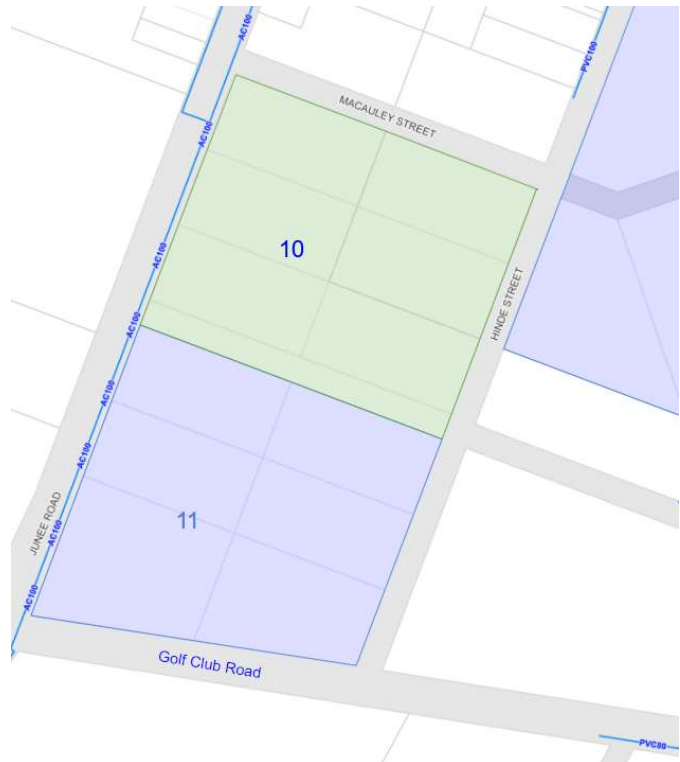 AC100
PVC100
AC100
MACAULEY STREET
10
AC100
HINDE STREET
AC100
AC100
AC100
11
JUNEE ROAD
AC100
AC100
Golf Club Road
PVC80